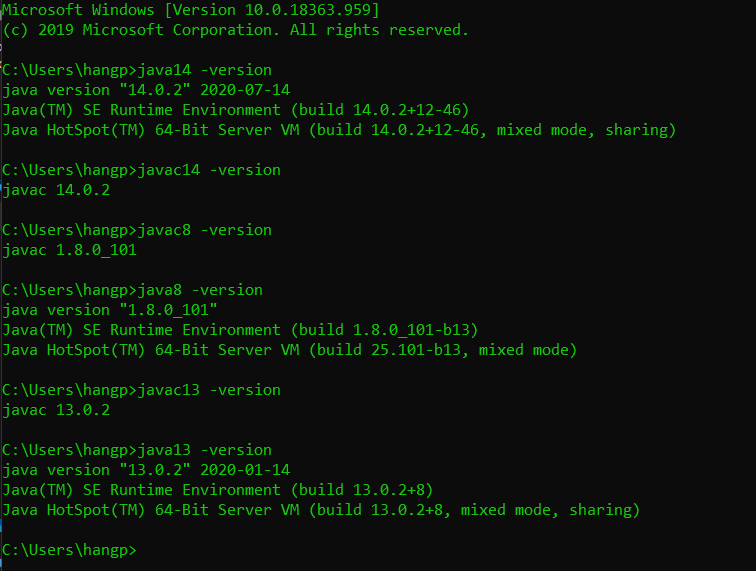 Microsoft Windows [Version 10.0.18363.959]
(c) 2019 Microsoft Corporation. All rights reserved.
C:\Users\hangp>java14 -version
java version "14.0.2" 2020-07-14
Java(TM) SE Runtime Environment (build 14.0.2+12-46)
Java HotSpot(TM) 64-Bit Server VM (build 14.0.2+12-46, mixed mode, sharing)
C:\Users\hangp>javac14 -version
javac 14.0.2
C:\Users\hangp>javac8 -version
javac 1.8.0_101
C:\Users\hangp>java8 -version
java version "1.8.0_101"
Java(TM) SE Runtime Environment (build 1.8.0_101-b13)
Java HotSpot(TM) 64-Bit Server VM (build 25.101-b13, mixed mode)
C:\Users\hangp>javac13 -version
javac 13.0.2
C:\Users\hangp>java13 -version
java version "13.0.2" 2020-01-14
Java(TM) SE Runtime Environment (build 13.0.2+8)
Java HotSpot(TM) 64-Bit Server VM (build 13.0.2+8, mixed mode, sharing)
C:\Users\hangp>